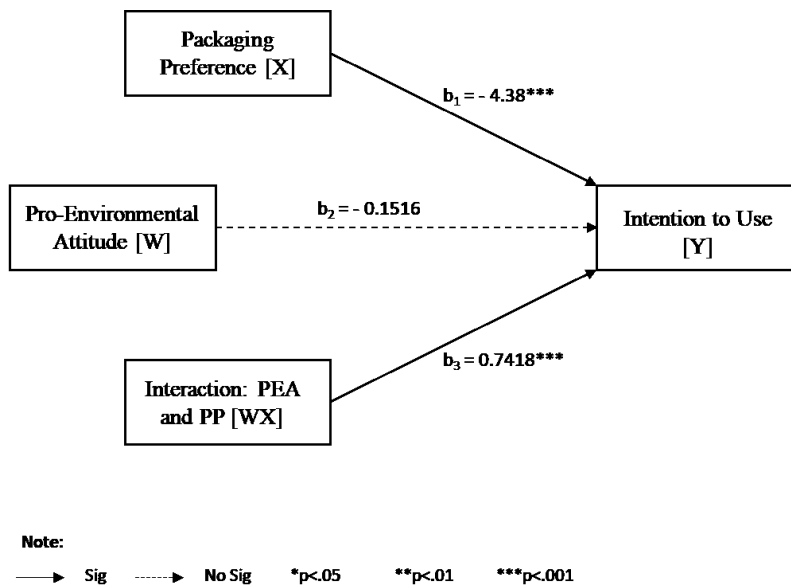 Packaging
Preference [X]
b1 = - 4.38***
Pro-Environmental
Attitude [W]
b2 = - 0.1516
Intention to Use
[Y]
Interaction: PEA
and PP [WX]
b3 = 0.7418***
Note:
Sig No Sig *p<.05 **p<.01 ***p<.001